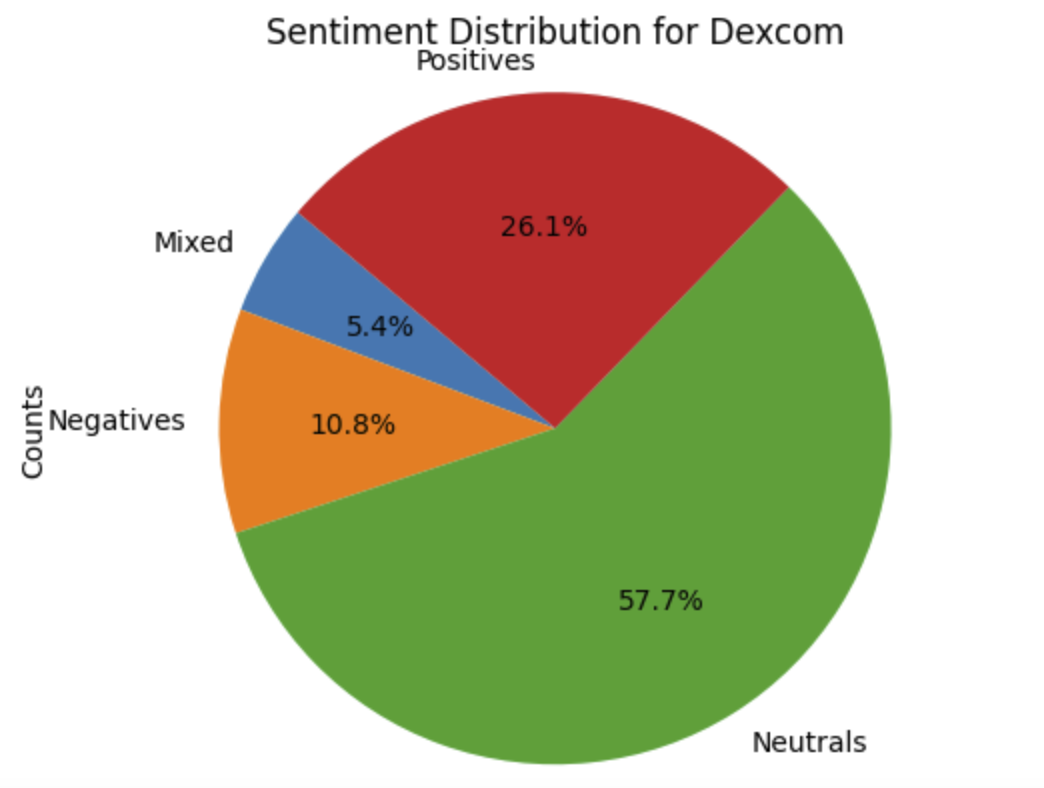 Sentiment Distribution for Dexcom
Positives
26.1%
Mixed
5.4%
Counts
Negatives
10.8%
57.7%
Neutrals